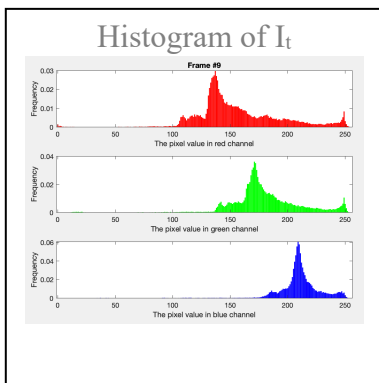 Histogram of It
Frame #9
Frequency
0.03
0.02
0.01
0
0 50 100 150 200 250
The pixel value in red channel
Frequency
0.04
0.02
0
0 50 100 150 200 250
The pixel value in green channel
Frequency
0.06
0.04
0.02
0
0 50 100 150 200 250
The pixel value in blue channel